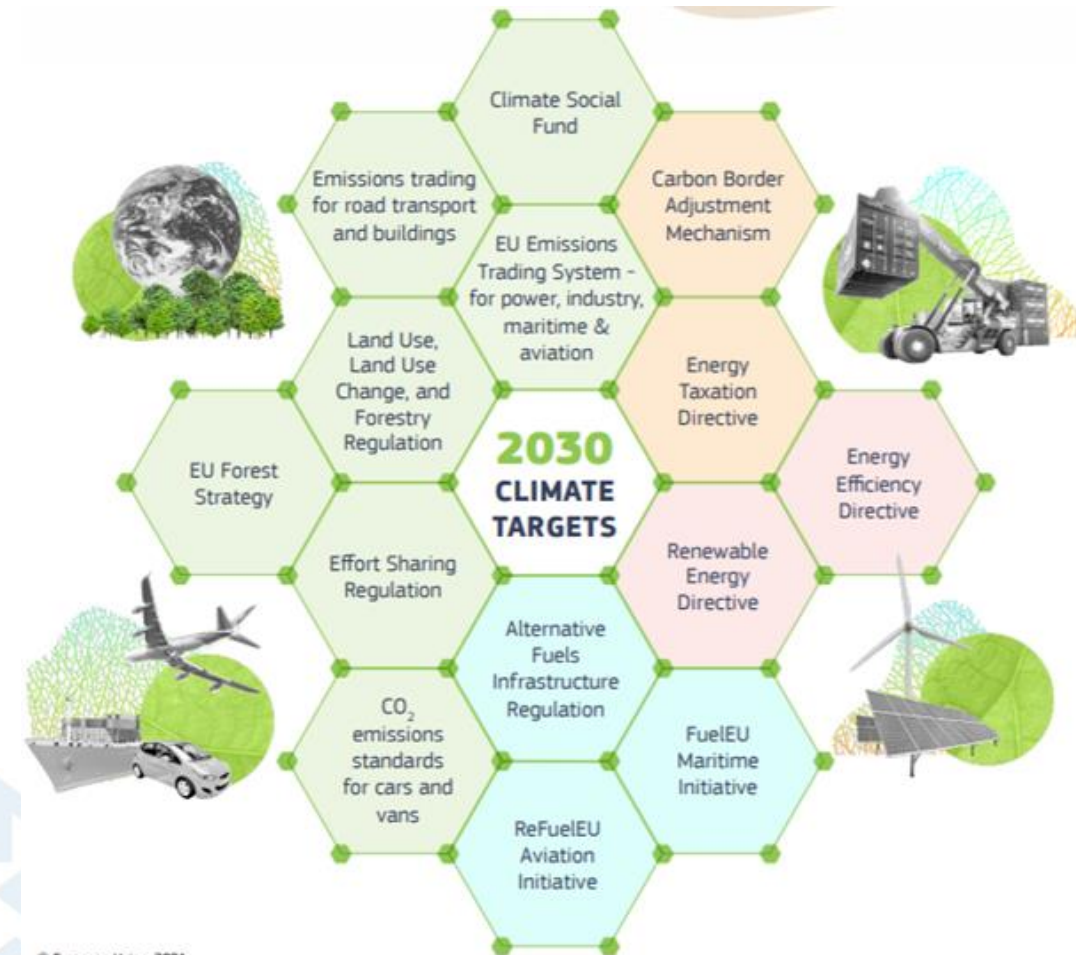 Climate Social
Fund
Emissions trading
for road transport
and buildings
Carbon Border
Adjustment
Mechanism
EU Emissions
Trading System -
for power, industry,
maritime &
aviation
Land Use,
Land Use
Change, and
Forestry
Regulation
Energy
Taxation
Directive
EU Forest
Strategy
2030
CLIMATE
TARGETS
Energy
Efficiency
Directive
Effort Sharing
Regulation
Renewable
Energy
Directive
Alternative
Fuels
Infrastructure
Regulation
CO₂
emissions
standards
for cars and
vans
FuelEU
Maritime
Initiative
ReFuelEU
Aviation
Initiative